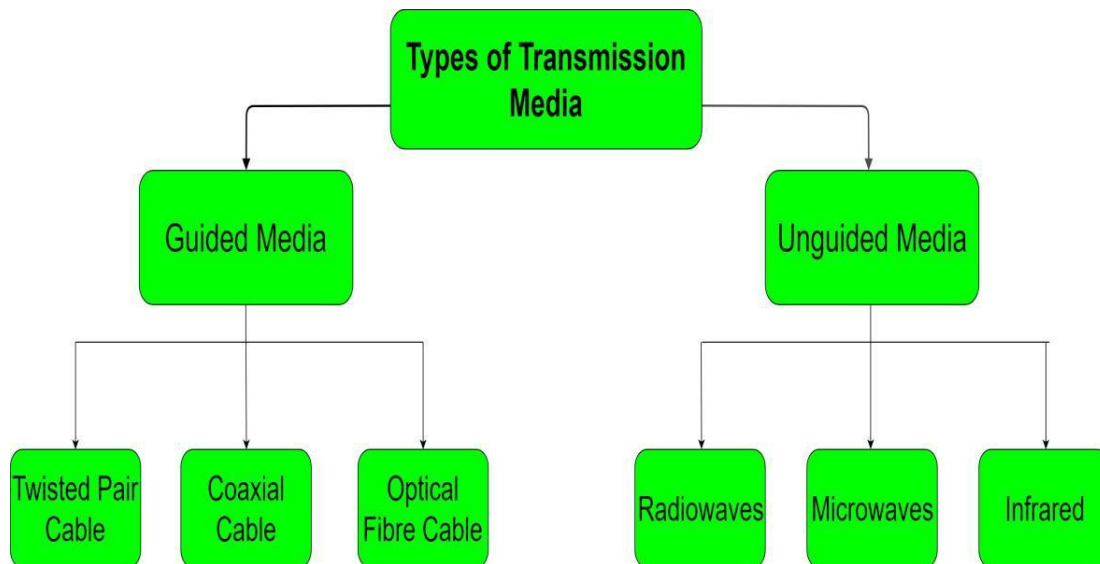 Types of Transmission
Media
Guided Media
Unguided Media
Twisted Pair
Cable
Coaxial
Cable
Optical
Fibre Cable
Radiowaves
Microwaves
Infrared